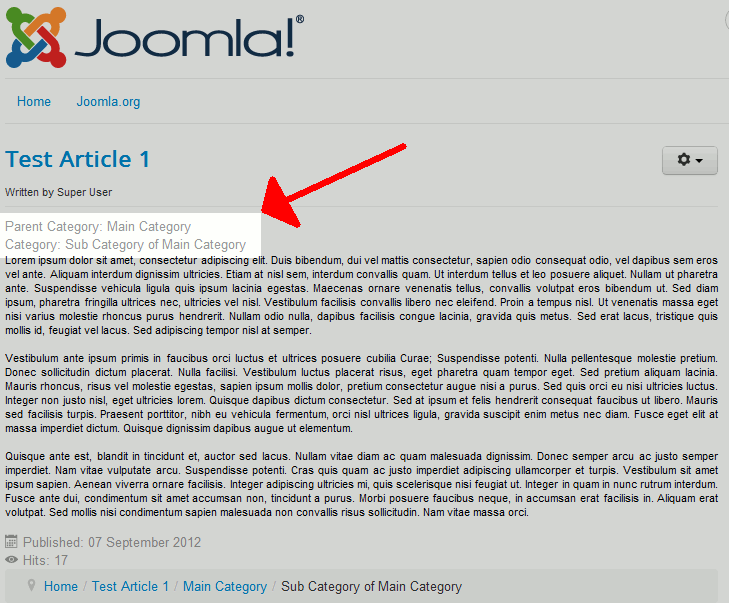 Joomla!®
Home Joomla.org
Test Article 1
Written by Super User
Parent Category: Main Category
Category: Sub Category of Main Category
Lorem ipsum dolor sit amet, consectetur adipiscing elit. Duis bibendum, dui vel mattis consectetur, sapien odio consequat odio, vel dapibus sem eros
vel ante. Aliquam interdum dignissim ultricies. Etiam at nisl sem, interdum convallis quam. Ut interdum tellus et leo posuere aliquet. Nullam ut pharetra
ante. Suspendisse vehicula ligula quis ipsum lacinia egestas. Maecenas ornare venenatis tellus, convallis volutpat eros bibendum ut. Sed diam
ipsum, pharetra fringilla ultrices nec, ultricies vel nisl. Vestibulum facilisis convallis libero nec eleifend. Proin a tempus nisl. Ut venenatis massa eget
nisi varius molestie rhoncus purus hendrerit. Nullam odio nulla, dapibus facilisis congue lacinia, gravida quis metus. Sed erat lacus, tristique quis
mollis id, feugiat vel lacus. Sed adipiscing tempor nisl at semper.
Vestibulum ante ipsum primis in faucibus orci luctus et ultrices posuere cubilia Curae; Suspendisse potenti. Nulla pellentesque molestie pretium.
Donec sollicitudin dictum placerat. Nulla facilisi. Vestibulum luctus placerat risus, eget pharetra quam tempor eget. Sed pretium aliquam lacinia.
Mauris rhoncus, risus vel molestie egestas, sapien ipsum mollis dolor, pretium consectetur augue nisi a purus. Sed quis orci eu nisi ultricies luctus.
Integer non justo nisl, eget ultricies lorem. Quisque dapibus dictum consectetur. Sed at ipsum et felis hendrerit consequat faucibus ut libero. Mauris
sed facilisis turpis. Praesent porttitor, nibh eu vehicula fermentum, orci nisl ultrices ligula, gravida suscipit enim metus nec diam. Fusce eget elit at
massa imperdiet dictum. Quisque dignissim dapibus augue ut elementum.
Quisque ante est, blandit in tincidunt et, auctor sed lacus. Nullam vitae diam ac quam malesuada dignissim. Donec semper arcu ac justo semper
imperdiet. Nam vitae vulputate arcu. Suspendisse potenti. Cras quis quam ac justo imperdiet adipiscing ullamcorper et turpis. Vestibulum sit amet
ipsum sapien. Aenean viverra ornare facilisis. Integer adipiscing ultricies mi, quis scelerisque nisi feugiat ut. Integer in quam in nunc rutrum interdum.
Fusce ante dui, condimentum sit amet accumsan non, tincidunt a purus. Morbi posuere faucibus neque, in accumsan erat facilisis in. Aliquam erat
volutpat. Sed mollis nisi condimentum sapien malesuada non convallis risus sollicitudin. Nam vitae massa orci.
Published: 07 September 2012
Hits: 17
Home / Test Article 1 / Main Category / Sub Category of Main Category